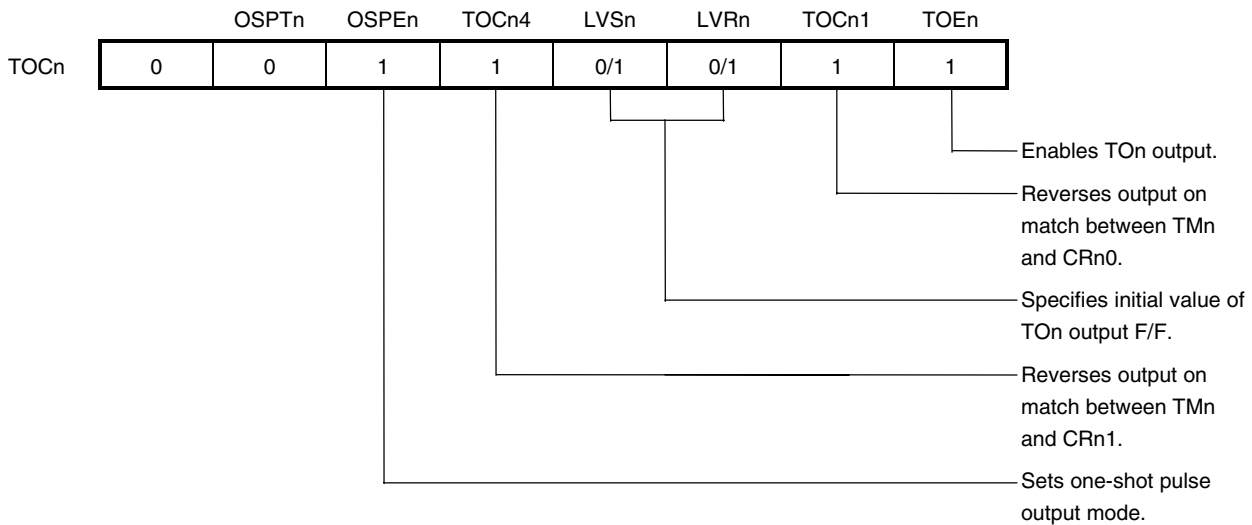 OSPTn OSPEn TOCn4 LVSn LVRn TOCn1 TOEn
TOCn 0 0 1 1 0/1 0/1 1 1
Enables TOn output.
Reverses output on
match between TMn
and CRn0.
Specifies initial value of
TOn output F/F.
Reverses output on
match between TMn
and CRn1.
Sets one-shot pulse
output mode.